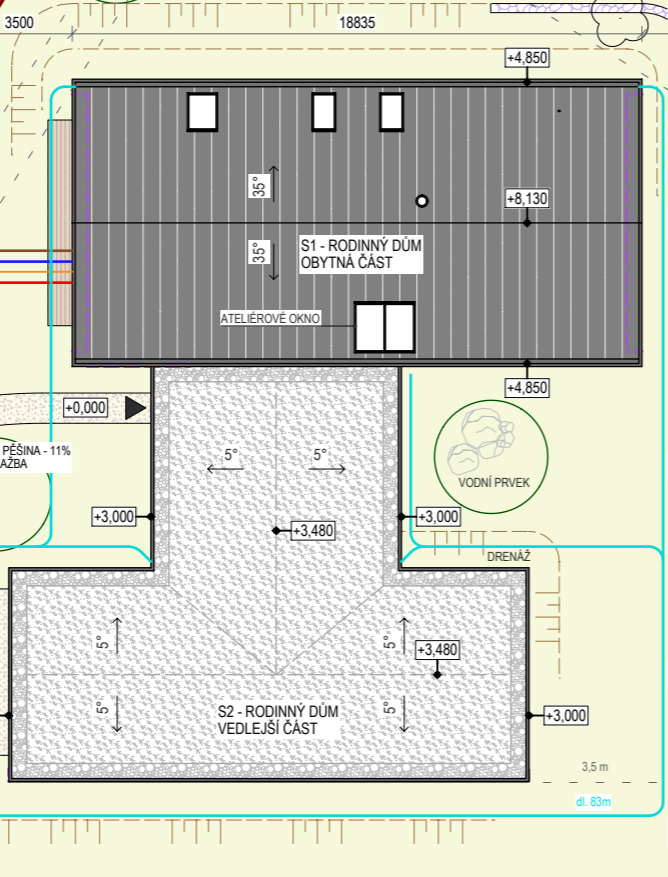 3500
18835
+4,850
35°
+8,130
35°
S1 - RODINNÝ DŮM
OBYTNÁ ČÁST
ATELIÉROVÉ OKNO
+4,850
+0,000
PĚŠINA - 11%
AŽBA
5°
5°
VODNÍ PRVEK
+3,000
+3,480
+3,000
DRENÁŽ
5°
5°
+3,480
5°
5°
S2 - RODINNÝ DŮM
VEDLEJŠÍ ČÁST
+3,000
3,5 m
dl. 83m